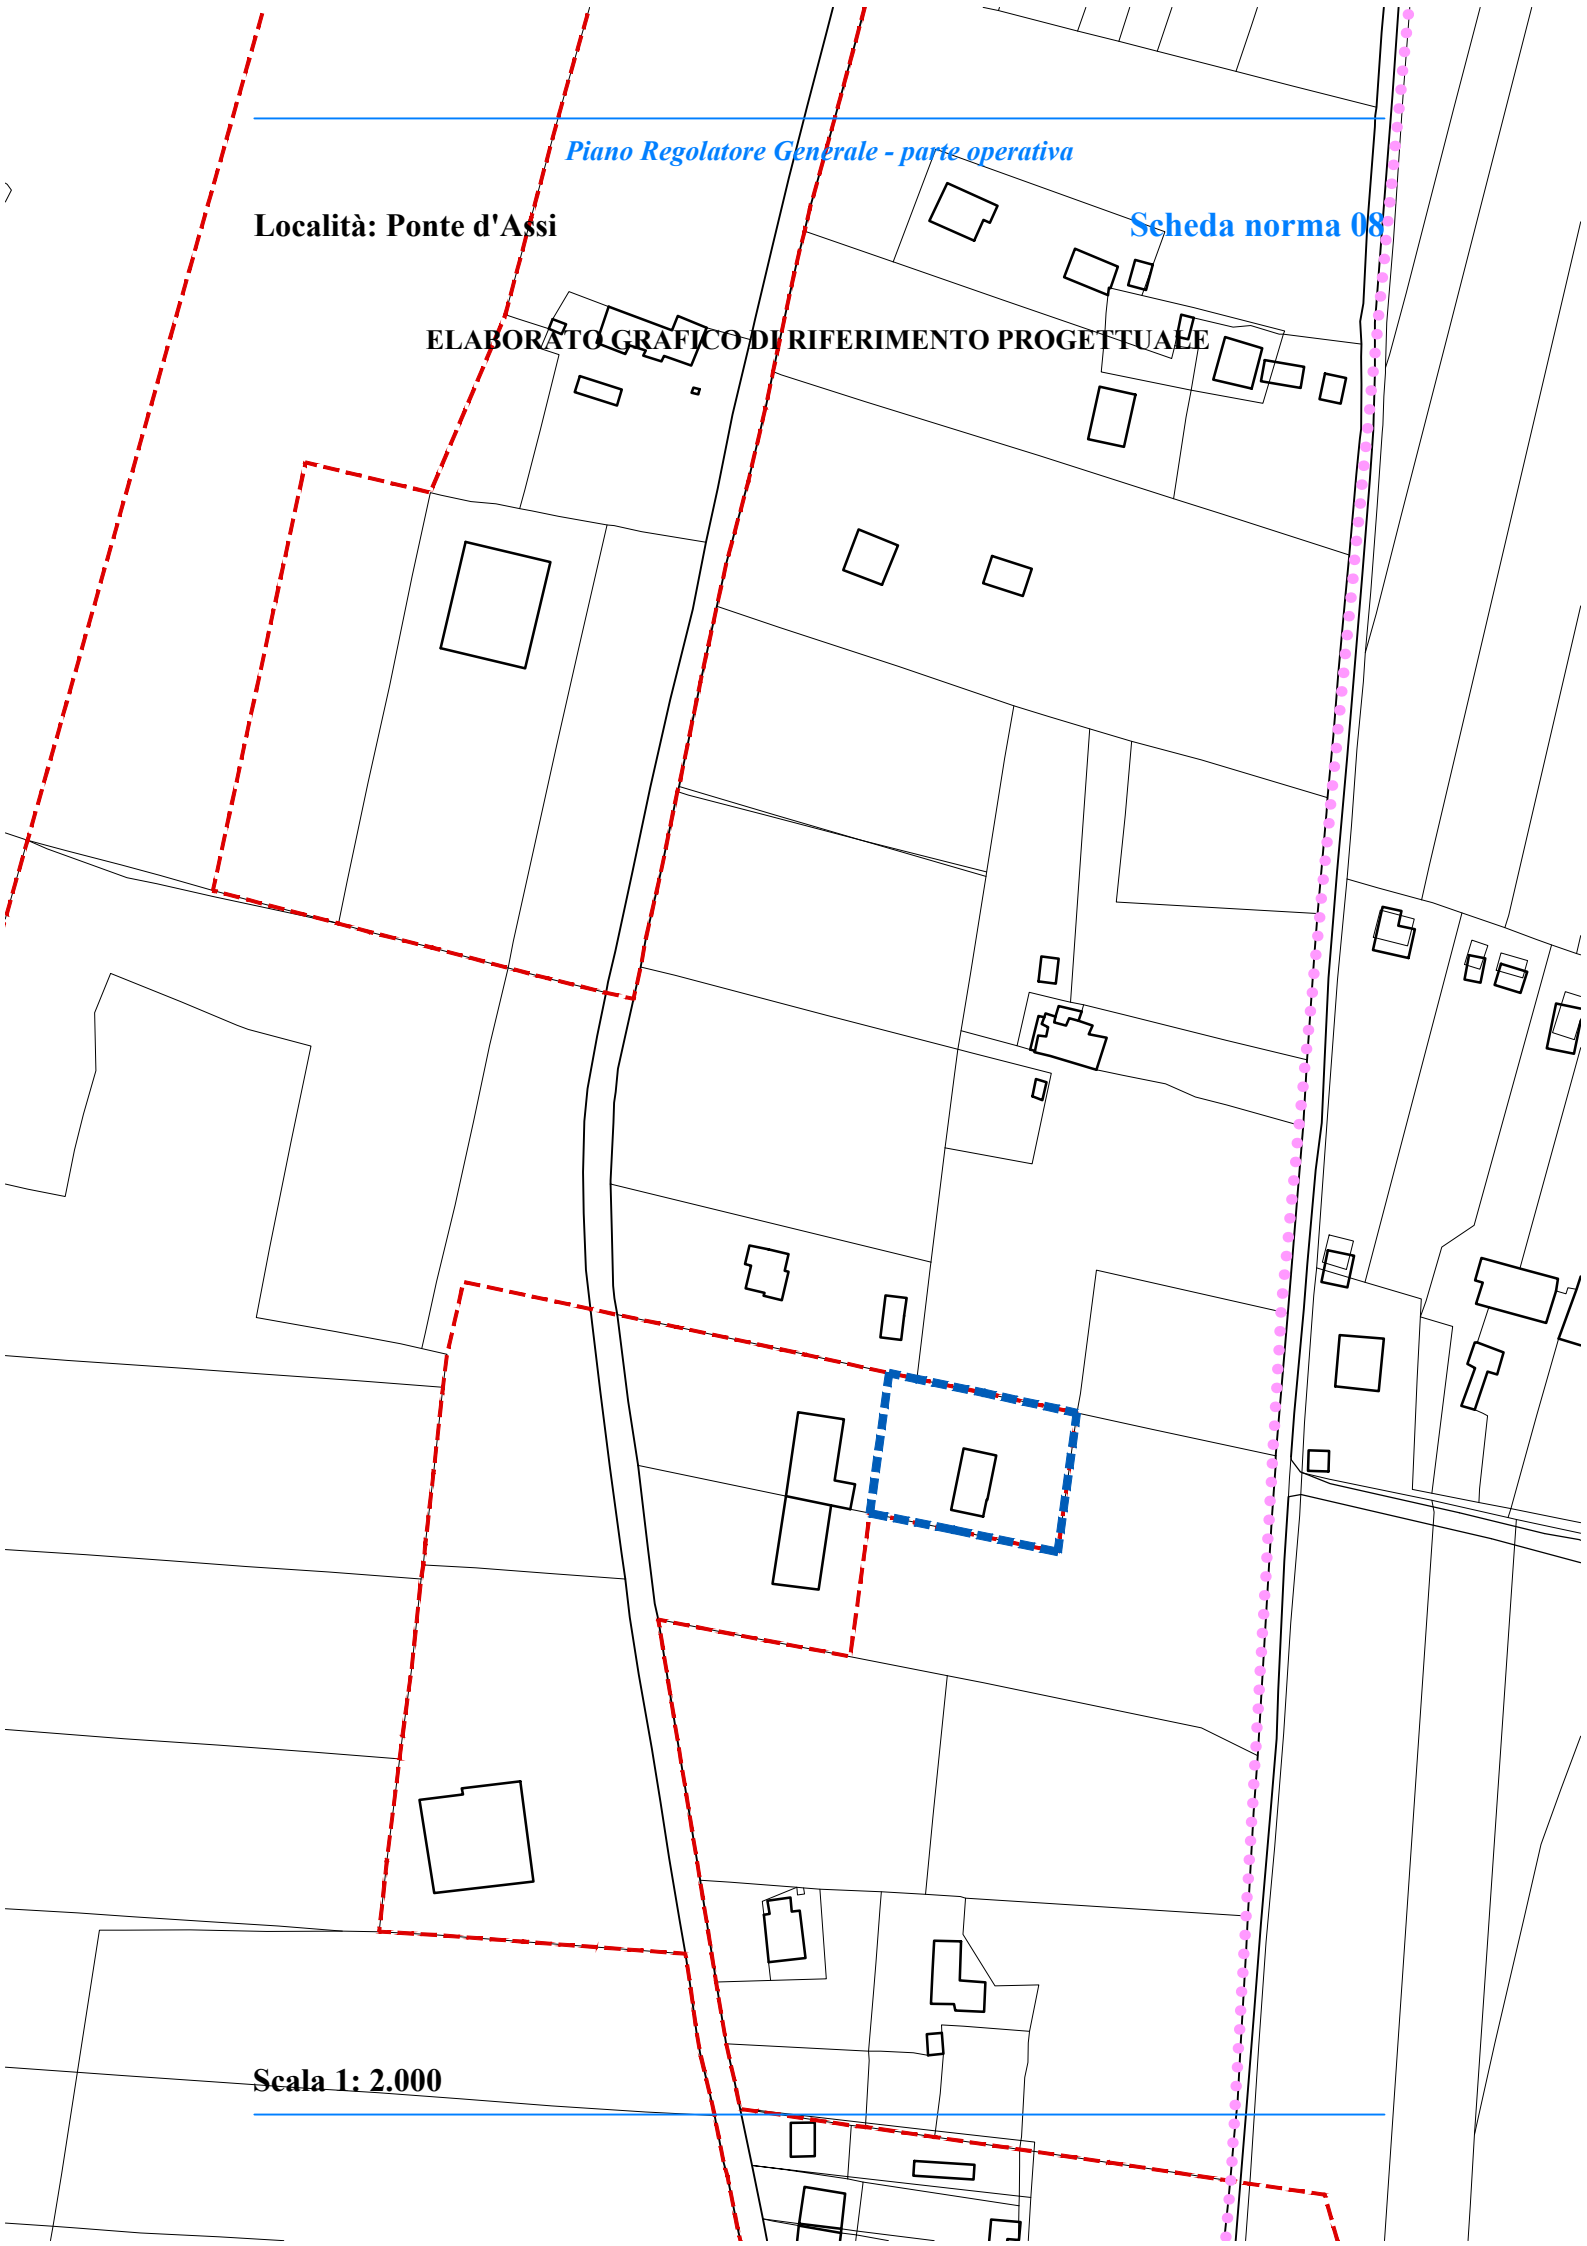 Piano Regolatore Generale - parte operativa
Località: Ponte d'Assi
Scheda norma 08
ELABORATO GRAFICO DI RIFERIMENTO PROGETTUALE
Scala 1: 2.000